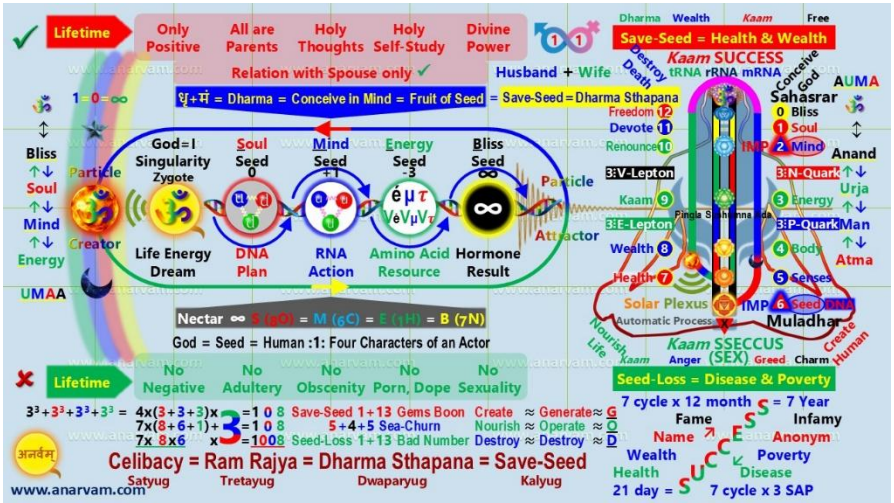 ✓ Lifetime Only Positive All are Parents Holy Thoughts Holy Self-Study Divine Power
Relation with Spouse only ✓
1 1
Husband + Wife
धृ+मं = Dharma = Conceive in Mind = Fruit of Seed = Save-Seed = Dharma Sthapana
1=0=∞
ॐ
↕
Bliss
↑↓
Soul
↑↓
Mind
↑↓
Energy
UMAA
Particle
ॐ
Creator
God=I
Singularity
Zygote
ॐ
Life Energy
Dream
Soul
Seed
0
u u d
DNA
Plan
Mind
Seed
+1
u d d
RNA
Action
Energy
Seed
-3
é μ τ
VéVμVτ
Amino Acid
Resource
Bliss
Seed
∞
∞
Hormone
Result
Particle
Attractor
Nectar ∞ S (8O) = M (6C) = E (1H) = B (7N)
God = Seed = Human :1: Four Characters of an Actor
✗ Lifetime No Negative No Adultery No Obscenity No Porn, Dope No Sexuality
3³+3³+3³+3³ = 4x(3+3+3)x 3 =1 0 8 Save-Seed 1+13 Gems Boon Create ≈ Generate ≈ G
7x(8+6+1)+ =1 0 8 5+4+5 Sea-Churn Nourish ≈ Operate ≈ O
7x 8x6 x =1008 Seed-Loss 1+13 Bad Number Destroy ≈ Destroy ≈ D
अनर्वम्
Celibacy = Ram Rajya = Dharma Sthapana = Save-Seed
Satyug Tretayug Dwaparyug Kalyug
www.anarvam.com
Dharma Wealth Kaam Free
Save-Seed = Health & Wealth
Kaam SUCCESS
tRNA rRNA mRNA
Destroy
Death
Conceive
God
Sahasrar
AUMA
ॐ
↕
Anand
↑↓
Urja
↑↓
Man
↑↓
Atma
Freedom 12
Devote 11
Renounce 10
3:V-Lepton
Kaam 9
3:E-Lepton
Wealth 8
Health 7
0 Bliss
1 Soul
IMP 2 Mind
3:N-Quark
3 Energy
3:P-Quark
4 Body
5 Senses
IMP 6 Seed DNA
Solar Plexus
Automatic Process
Muladhar
Nourish
Life
Create
Human
Kaam SSECCUS
(SEX)
Kaam Anger Greed Charm
Seed-Loss = Disease & Poverty
7 cycle x 12 month = 7 Year
Fame Infamy
Name Anonym
Wealth Poverty
Health Disease
SUCCESS
21 day = 7 cycle x 3 SAP